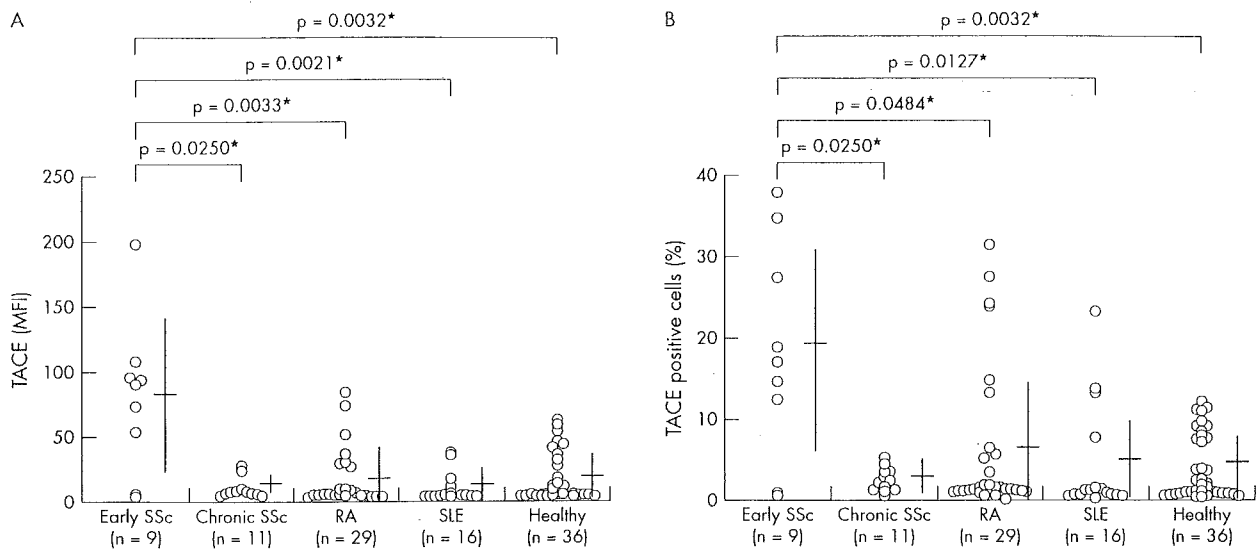 A
p = 0.0032*
p = 0.0021*
p = 0.0033*
p = 0.0250*
TACE (MFI)
250
200
150
100
50
0
Early SSc
(n = 9)
Chronic SSc
(n = 11)
RA
(n = 29)
SLE
(n = 16)
Healthy
(n = 36)
B
p = 0.0032*
p = 0.0127*
p = 0.0484*
p = 0.0250*
TACE positive cells (%)
40
30
20
10
0
Early SSc
(n = 9)
Chronic SSc
(n = 11)
RA
(n = 29)
SLE
(n = 16)
Healthy
(n = 36)